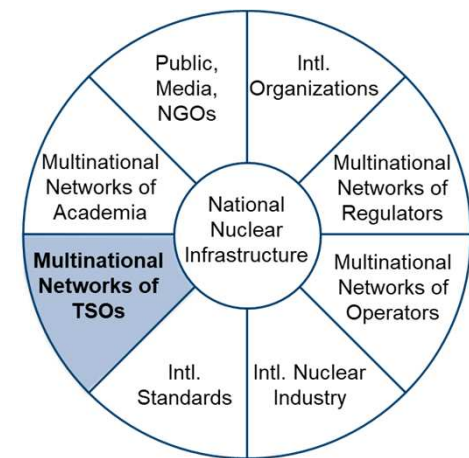 Public,
Media,
NGOs
Intl.
Organizations
Multinational
Networks of
Academia
Multinational
Networks of
Regulators
National
Nuclear
Infrastructure
Multinational
Networks of
TSOs
Multinational
Networks of
Operators
Intl.
Standards
Intl. Nuclear
Industry